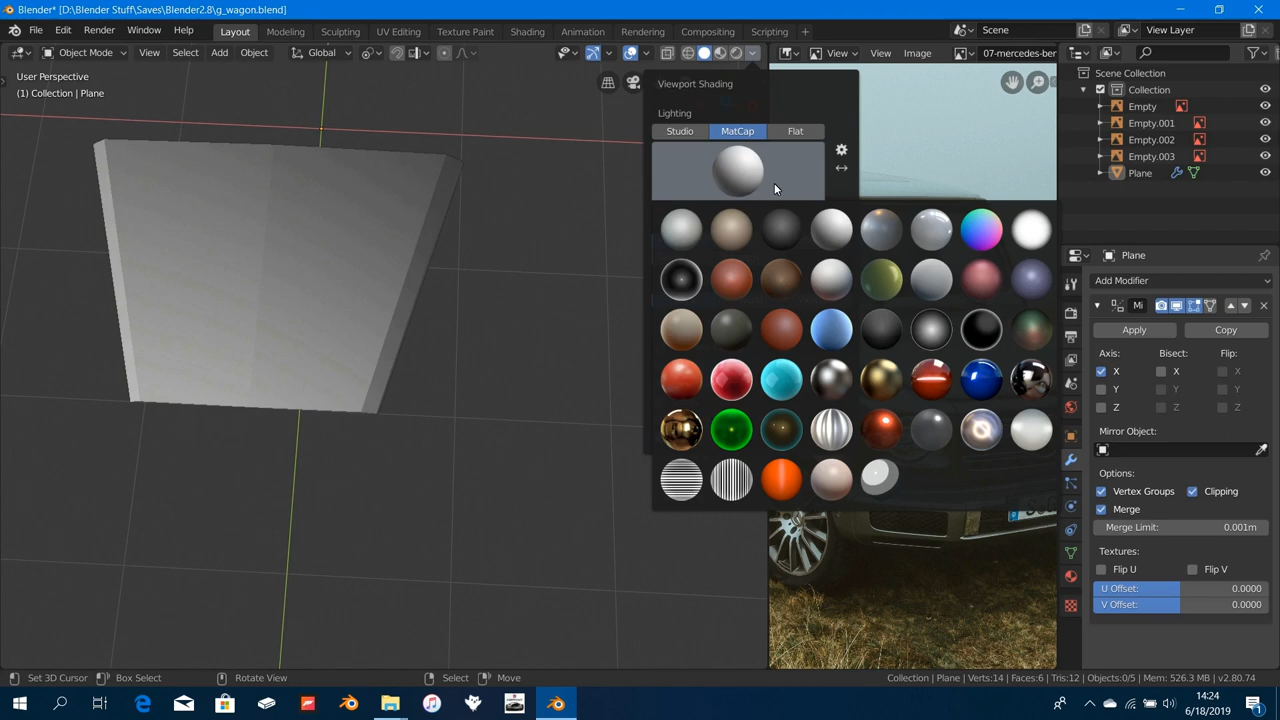 Blender* [D:\Blender Stuff\Saves\Blender2.8\g_wagon.blend]
File Edit Render Window Help Layout Modeling Sculpting UV Editing Texture Paint Shading Animation Rendering Compositing Scripting + Scene View Layer
Object Mode View Select Add Object Global View View Image 07-mercedes-ber
User Perspective
(1) Collection | Plane
Viewport Shading
Lighting
Studio MatCap Flat
Scene Collection
Collection
Empty
Empty.001
Empty.002
Empty.003
Plane
Plane
Add Modifier
Mi
Apply Copy
Axis: Bisect: Flip:
X X X
Y Y Y
Z Z Z
Mirror Object:
Options:
Vertex Groups Clipping
Merge
Merge Limit: 0.001m
Textures:
Flip U Flip V
U Offset: 0.0000
V Offset: 0.0000
Set 3D Cursor Box Select Rotate View Select Move Collection | Plane | Verts:14 | Faces:6 | Tris:12 | Objects:0/5 | Mem: 526.3 MB | v2.80.74
14:24
6/18/2019